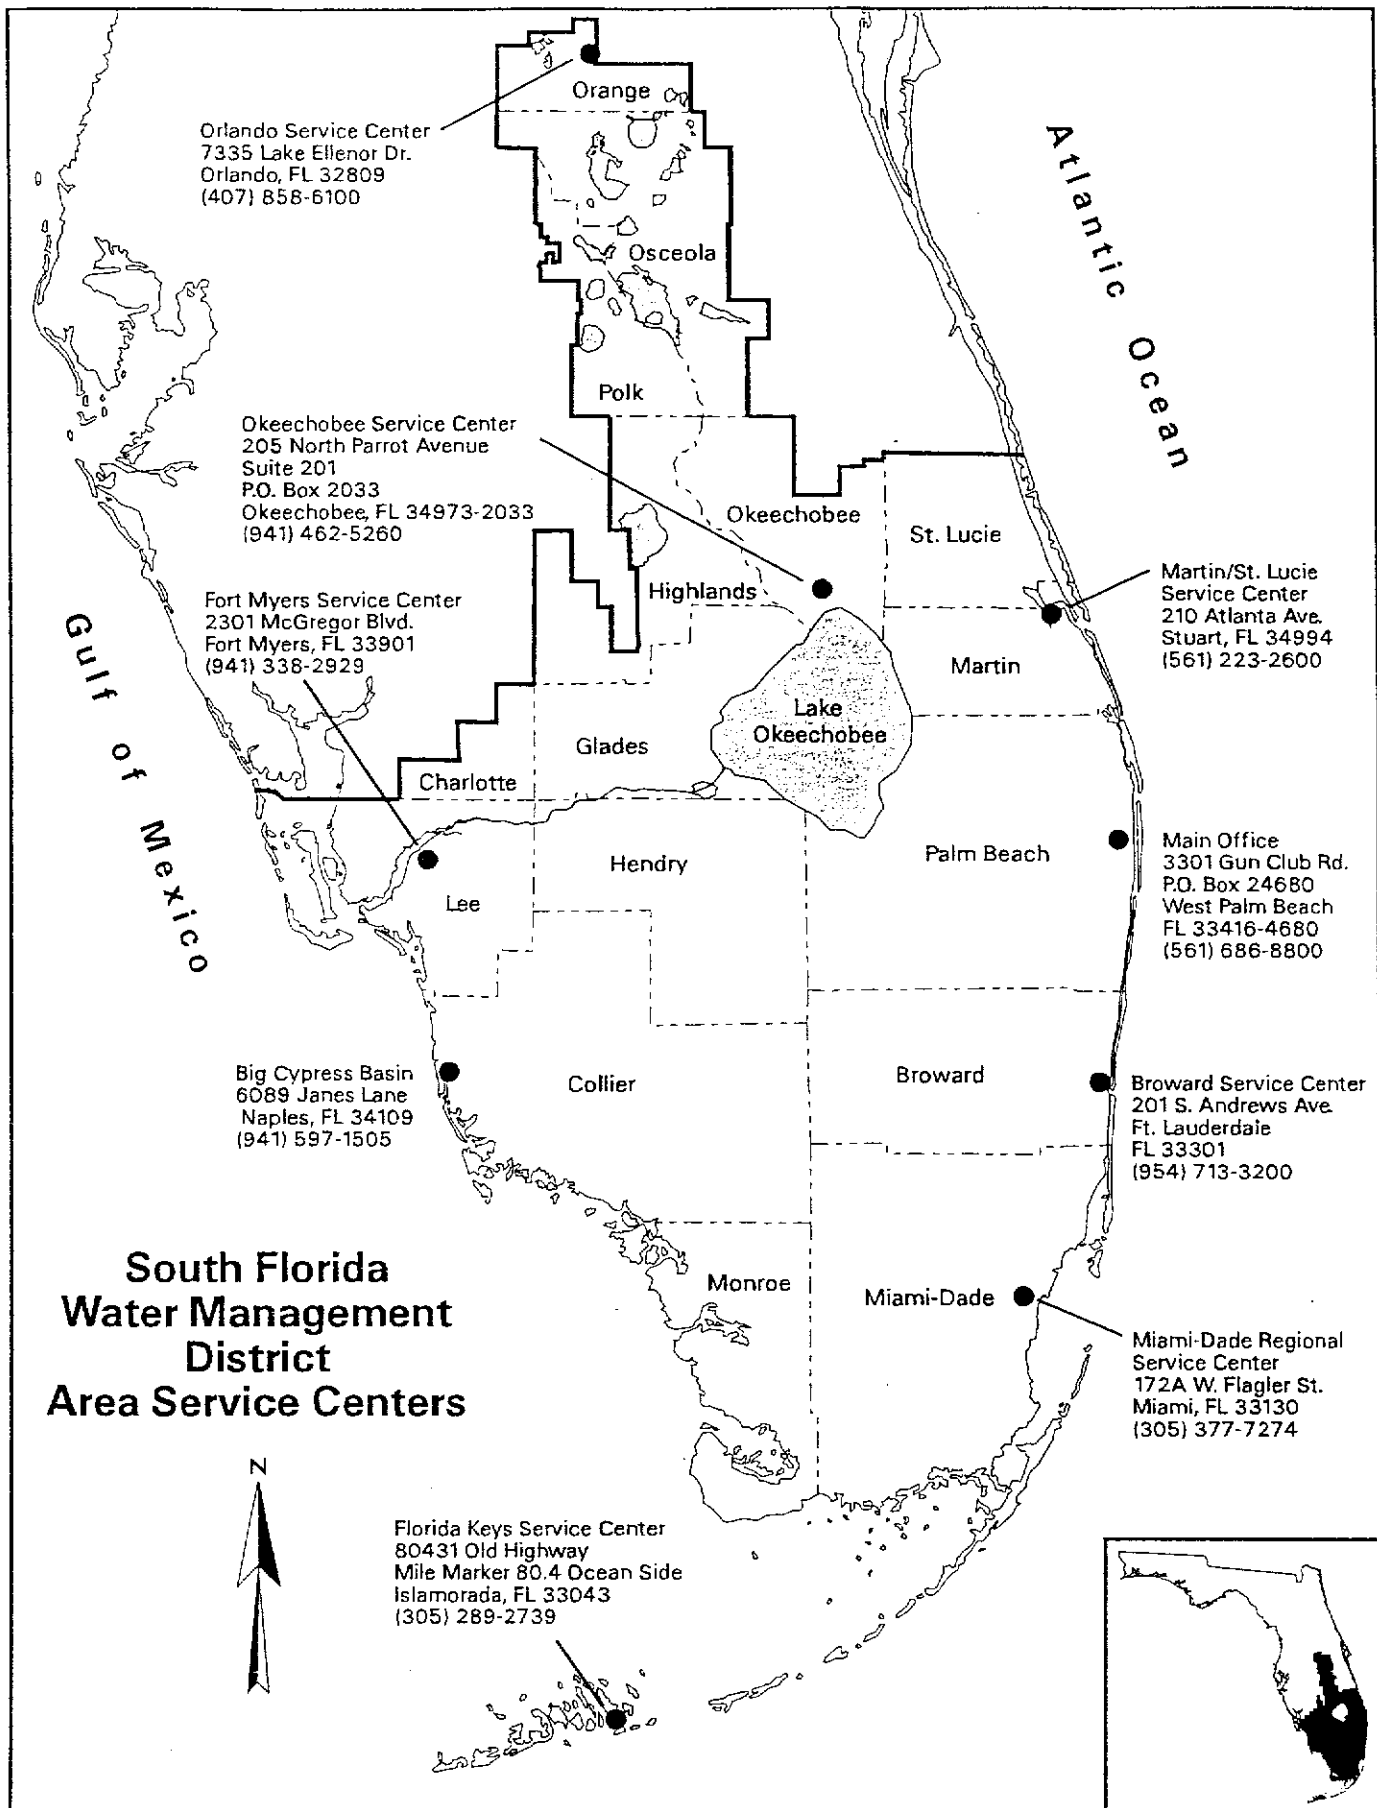 Orange
Orlando Service Center
7335 Lake Ellenor Dr.
Orlando, FL 32809
(407) 858-6100
Atlantic Ocean
Osceola
Polk
Okeechobee Service Center
205 North Parrot Avenue
Suite 201
P.O. Box 2033
Okeechobee, FL 34973-2033
(941) 462-5260
Okeechobee
St. Lucie
Highlands
Martin/St. Lucie
Service Center
210 Atlanta Ave.
Stuart, FL 34994
(561) 223-2600
Fort Myers Service Center
2301 McGregor Blvd.
Fort Myers, FL 33901
(941) 338-2929
Gulf of Mexico
Martin
Lake
Okeechobee
Glades
Charlotte
Hendry
Palm Beach
Lee
Main Office
3301 Gun Club Rd.
P.O. Box 24680
West Palm Beach
FL 33416-4680
(561) 686-8800
Big Cypress Basin
6089 Janes Lane
Naples, FL 34109
(941) 597-1505
Collier
Broward
Broward Service Center
201 S. Andrews Ave.
Ft. Lauderdale
FL 33301
(954) 713-3200
South Florida
Water Management
District
Area Service Centers
Monroe
Miami-Dade
Miami-Dade Regional
Service Center
172A W. Flagler St.
Miami, FL 33130
(305) 377-7274
N
Florida Keys Service Center
80431 Old Highway
Mile Marker 80.4 Ocean Side
Islamorada, FL 33043
(305) 289-2739